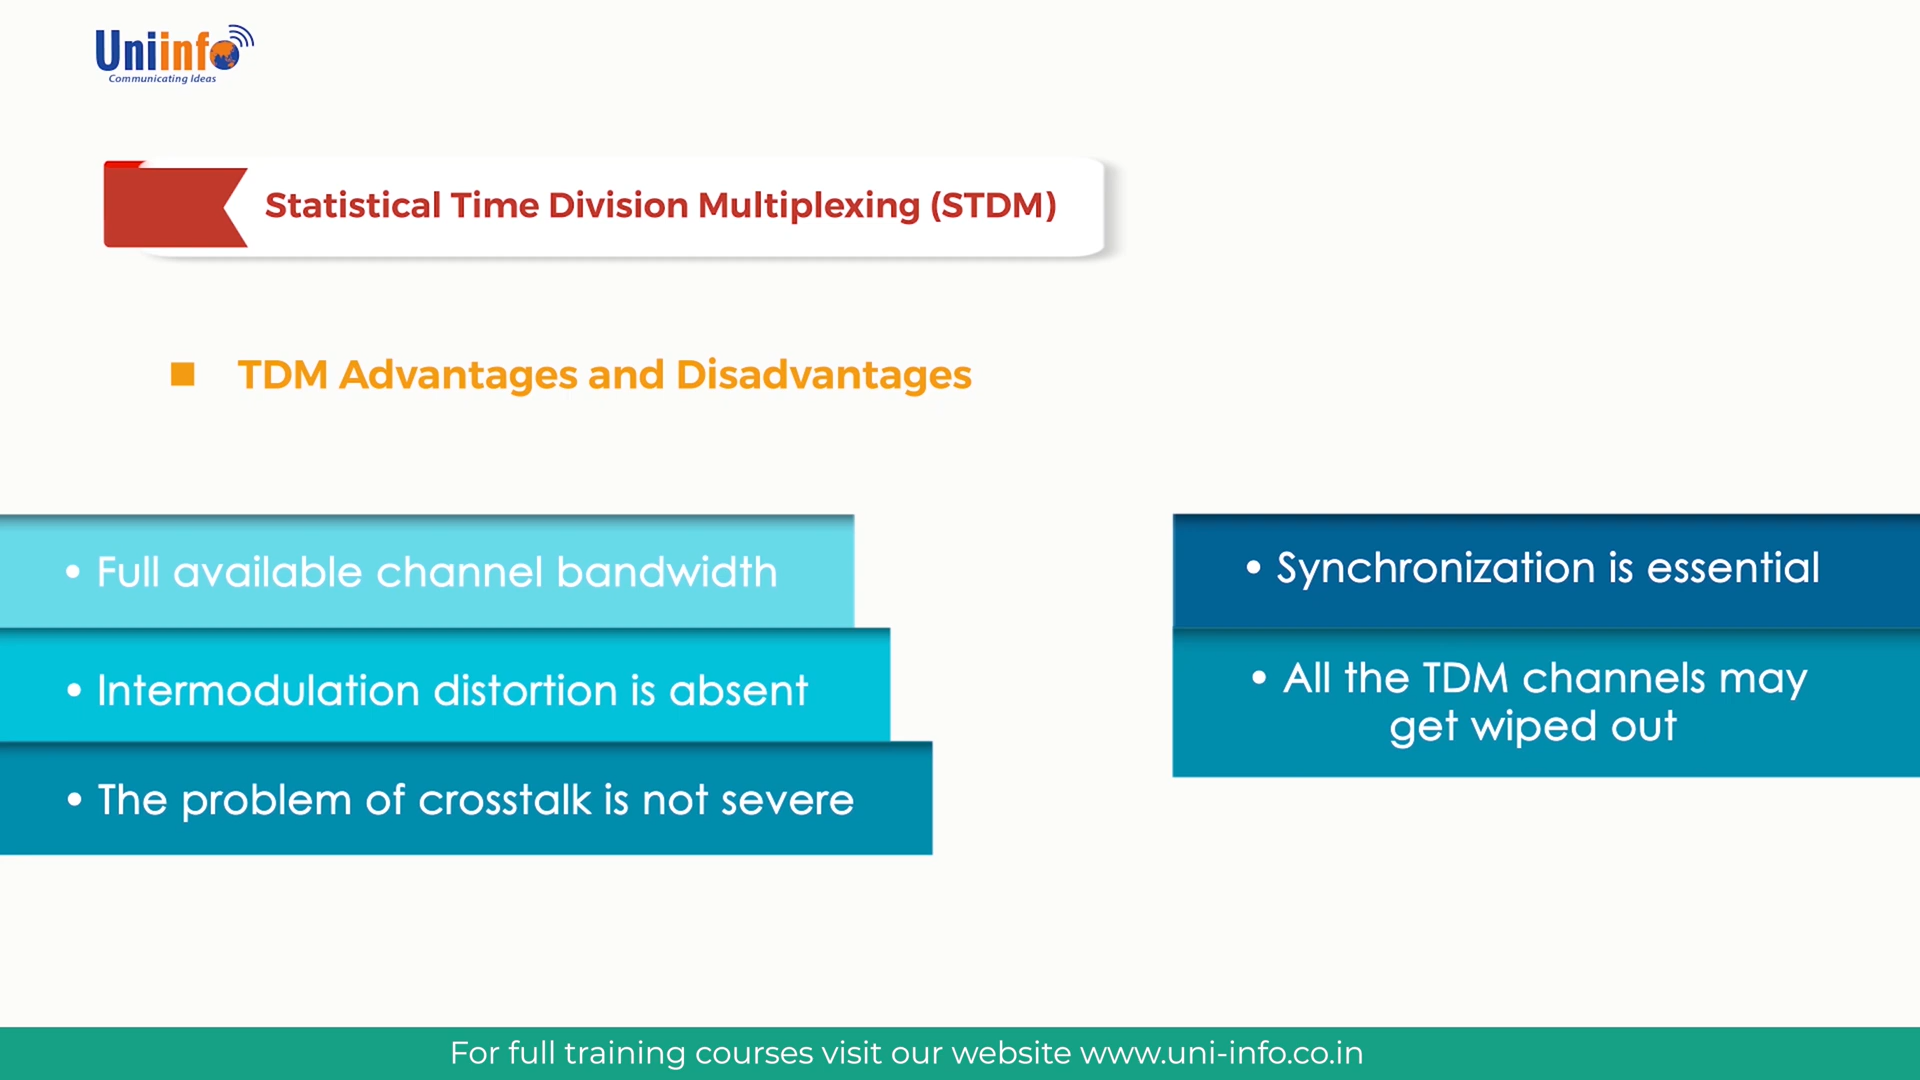 Uniinfo
Communicating Ideas
Statistical Time Division Multiplexing (STDM)
■ TDM Advantages and Disadvantages
• Full available channel bandwidth
• Intermodulation distortion is absent
• The problem of crosstalk is not severe
• Synchronization is essential
• All the TDM channels may
get wiped out
For full training courses visit our website www.uni-info.co.in